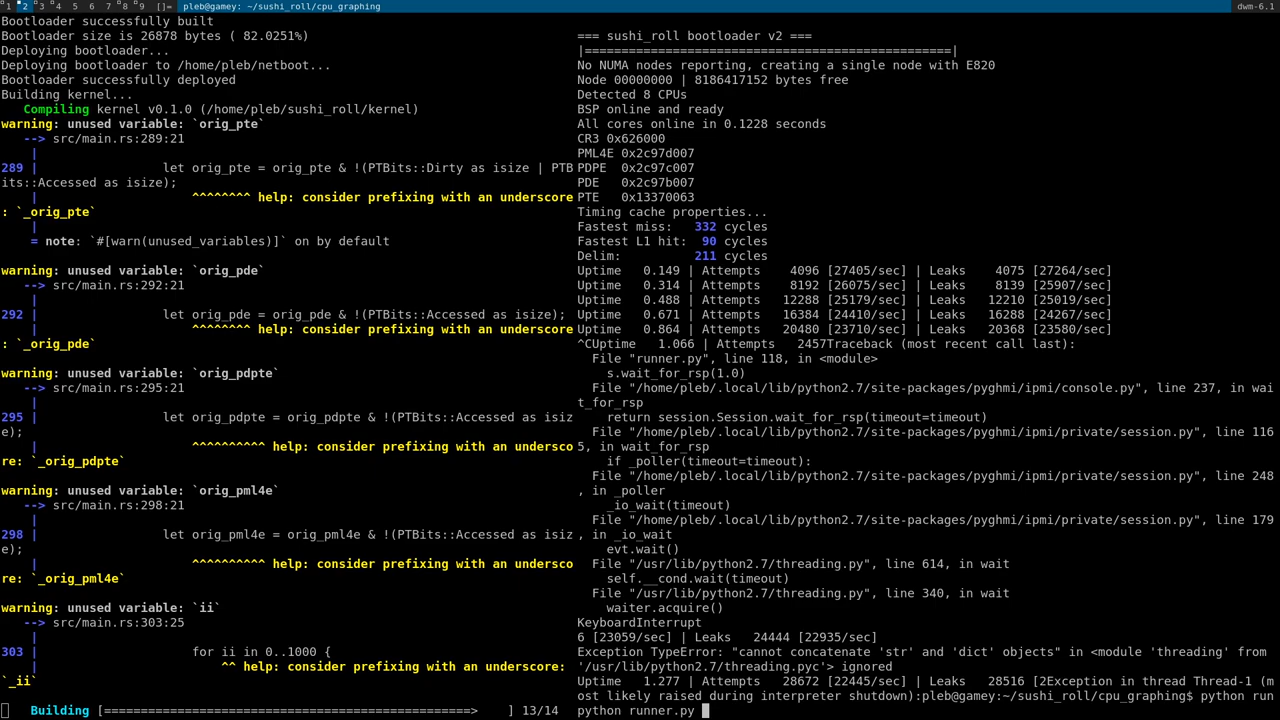 1 2 3 4 5 6 7 8 9 []= pleb@gamey: ~/sushi_roll/cpu_graphing dwm-6.1
Bootloader successfully built
Bootloader size is 26878 bytes ( 82.0251%)
Deploying bootloader...
Deploying bootloader to /home/pleb/netboot...
Bootloader successfully deployed
Building kernel...
   Compiling kernel v0.1.0 (/home/pleb/sushi_roll/kernel)
warning: unused variable: `orig_pte`
   --> src/main.rs:289:21
    |
289 |                 let orig_pte = orig_pte & !(PTBits::Dirty as isize | PTB
its::Accessed as isize);
    |                     ^^^^^^^^ help: consider prefixing with an underscore
: `_orig_pte`
    |
    = note: `#[warn(unused_variables)]` on by default
warning: unused variable: `orig_pde`
   --> src/main.rs:292:21
    |
292 |                 let orig_pde = orig_pde & !(PTBits::Accessed as isize);
    |                     ^^^^^^^^ help: consider prefixing with an underscore
: `_orig_pde`
warning: unused variable: `orig_pdpte`
   --> src/main.rs:295:21
    |
295 |                 let orig_pdpte = orig_pdpte & !(PTBits::Accessed as isiz
e);
    |                     ^^^^^^^^^^ help: consider prefixing with an undersco
re: `_orig_pdpte`
warning: unused variable: `orig_pml4e`
   --> src/main.rs:298:21
    |
298 |                 let orig_pml4e = orig_pml4e & !(PTBits::Accessed as isiz
e);
    |                     ^^^^^^^^^^ help: consider prefixing with an undersco
re: `_orig_pml4e`
warning: unused variable: `ii`
   --> src/main.rs:303:25
    |
303 |                     for ii in 0..1000 {
    |                         ^^ help: consider prefixing with an underscore:
`_ii`
    Building [==================================================>    ] 13/14
=== sushi_roll bootloader v2 ===
|==================================================|
No NUMA nodes reporting, creating a single node with E820
Node 00000000 | 8186417152 bytes free
Detected 8 CPUs
BSP online and ready
All cores online in 0.1228 seconds
CR3 0x626000
PML4E 0x2c97d007
PDPE  0x2c97c007
PDE   0x2c97b007
PTE   0x13370063
Timing cache properties...
Fastest miss:   332 cycles
Fastest L1 hit:  90 cycles
Delim:          211 cycles
Uptime   0.149 | Attempts    4096 [27405/sec] | Leaks    4075 [27264/sec]
Uptime   0.314 | Attempts    8192 [26075/sec] | Leaks    8139 [25907/sec]
Uptime   0.488 | Attempts   12288 [25179/sec] | Leaks   12210 [25019/sec]
Uptime   0.671 | Attempts   16384 [24410/sec] | Leaks   16288 [24267/sec]
Uptime   0.864 | Attempts   20480 [23710/sec] | Leaks   20368 [23580/sec]
^CUptime   1.066 | Attempts   2457Traceback (most recent call last):
  File "runner.py", line 118, in <module>
    s.wait_for_rsp(1.0)
  File "/home/pleb/.local/lib/python2.7/site-packages/pyghmi/ipmi/console.py", line 237, in wai
t_for_rsp
    return session.Session.wait_for_rsp(timeout=timeout)
  File "/home/pleb/.local/lib/python2.7/site-packages/pyghmi/ipmi/private/session.py", line 116
5, in wait_for_rsp
    if _poller(timeout=timeout):
  File "/home/pleb/.local/lib/python2.7/site-packages/pyghmi/ipmi/private/session.py", line 248
, in _poller
    _io_wait(timeout)
  File "/home/pleb/.local/lib/python2.7/site-packages/pyghmi/ipmi/private/session.py", line 179
, in _io_wait
    evt.wait()
  File "/usr/lib/python2.7/threading.py", line 614, in wait
    self.__cond.wait(timeout)
  File "/usr/lib/python2.7/threading.py", line 340, in wait
    waiter.acquire()
KeyboardInterrupt
6 [23059/sec] | Leaks   24444 [22935/sec]
Exception TypeError: "cannot concatenate 'str' and 'dict' objects" in <module 'threading' from
'/usr/lib/python2.7/threading.pyc'> ignored
Uptime   1.277 | Attempts   28672 [22445/sec] | Leaks   28516 [2Exception in thread Thread-1 (m
ost likely raised during interpreter shutdown):pleb@gamey:~/sushi_roll/cpu_graphing$ python run
python runner.py